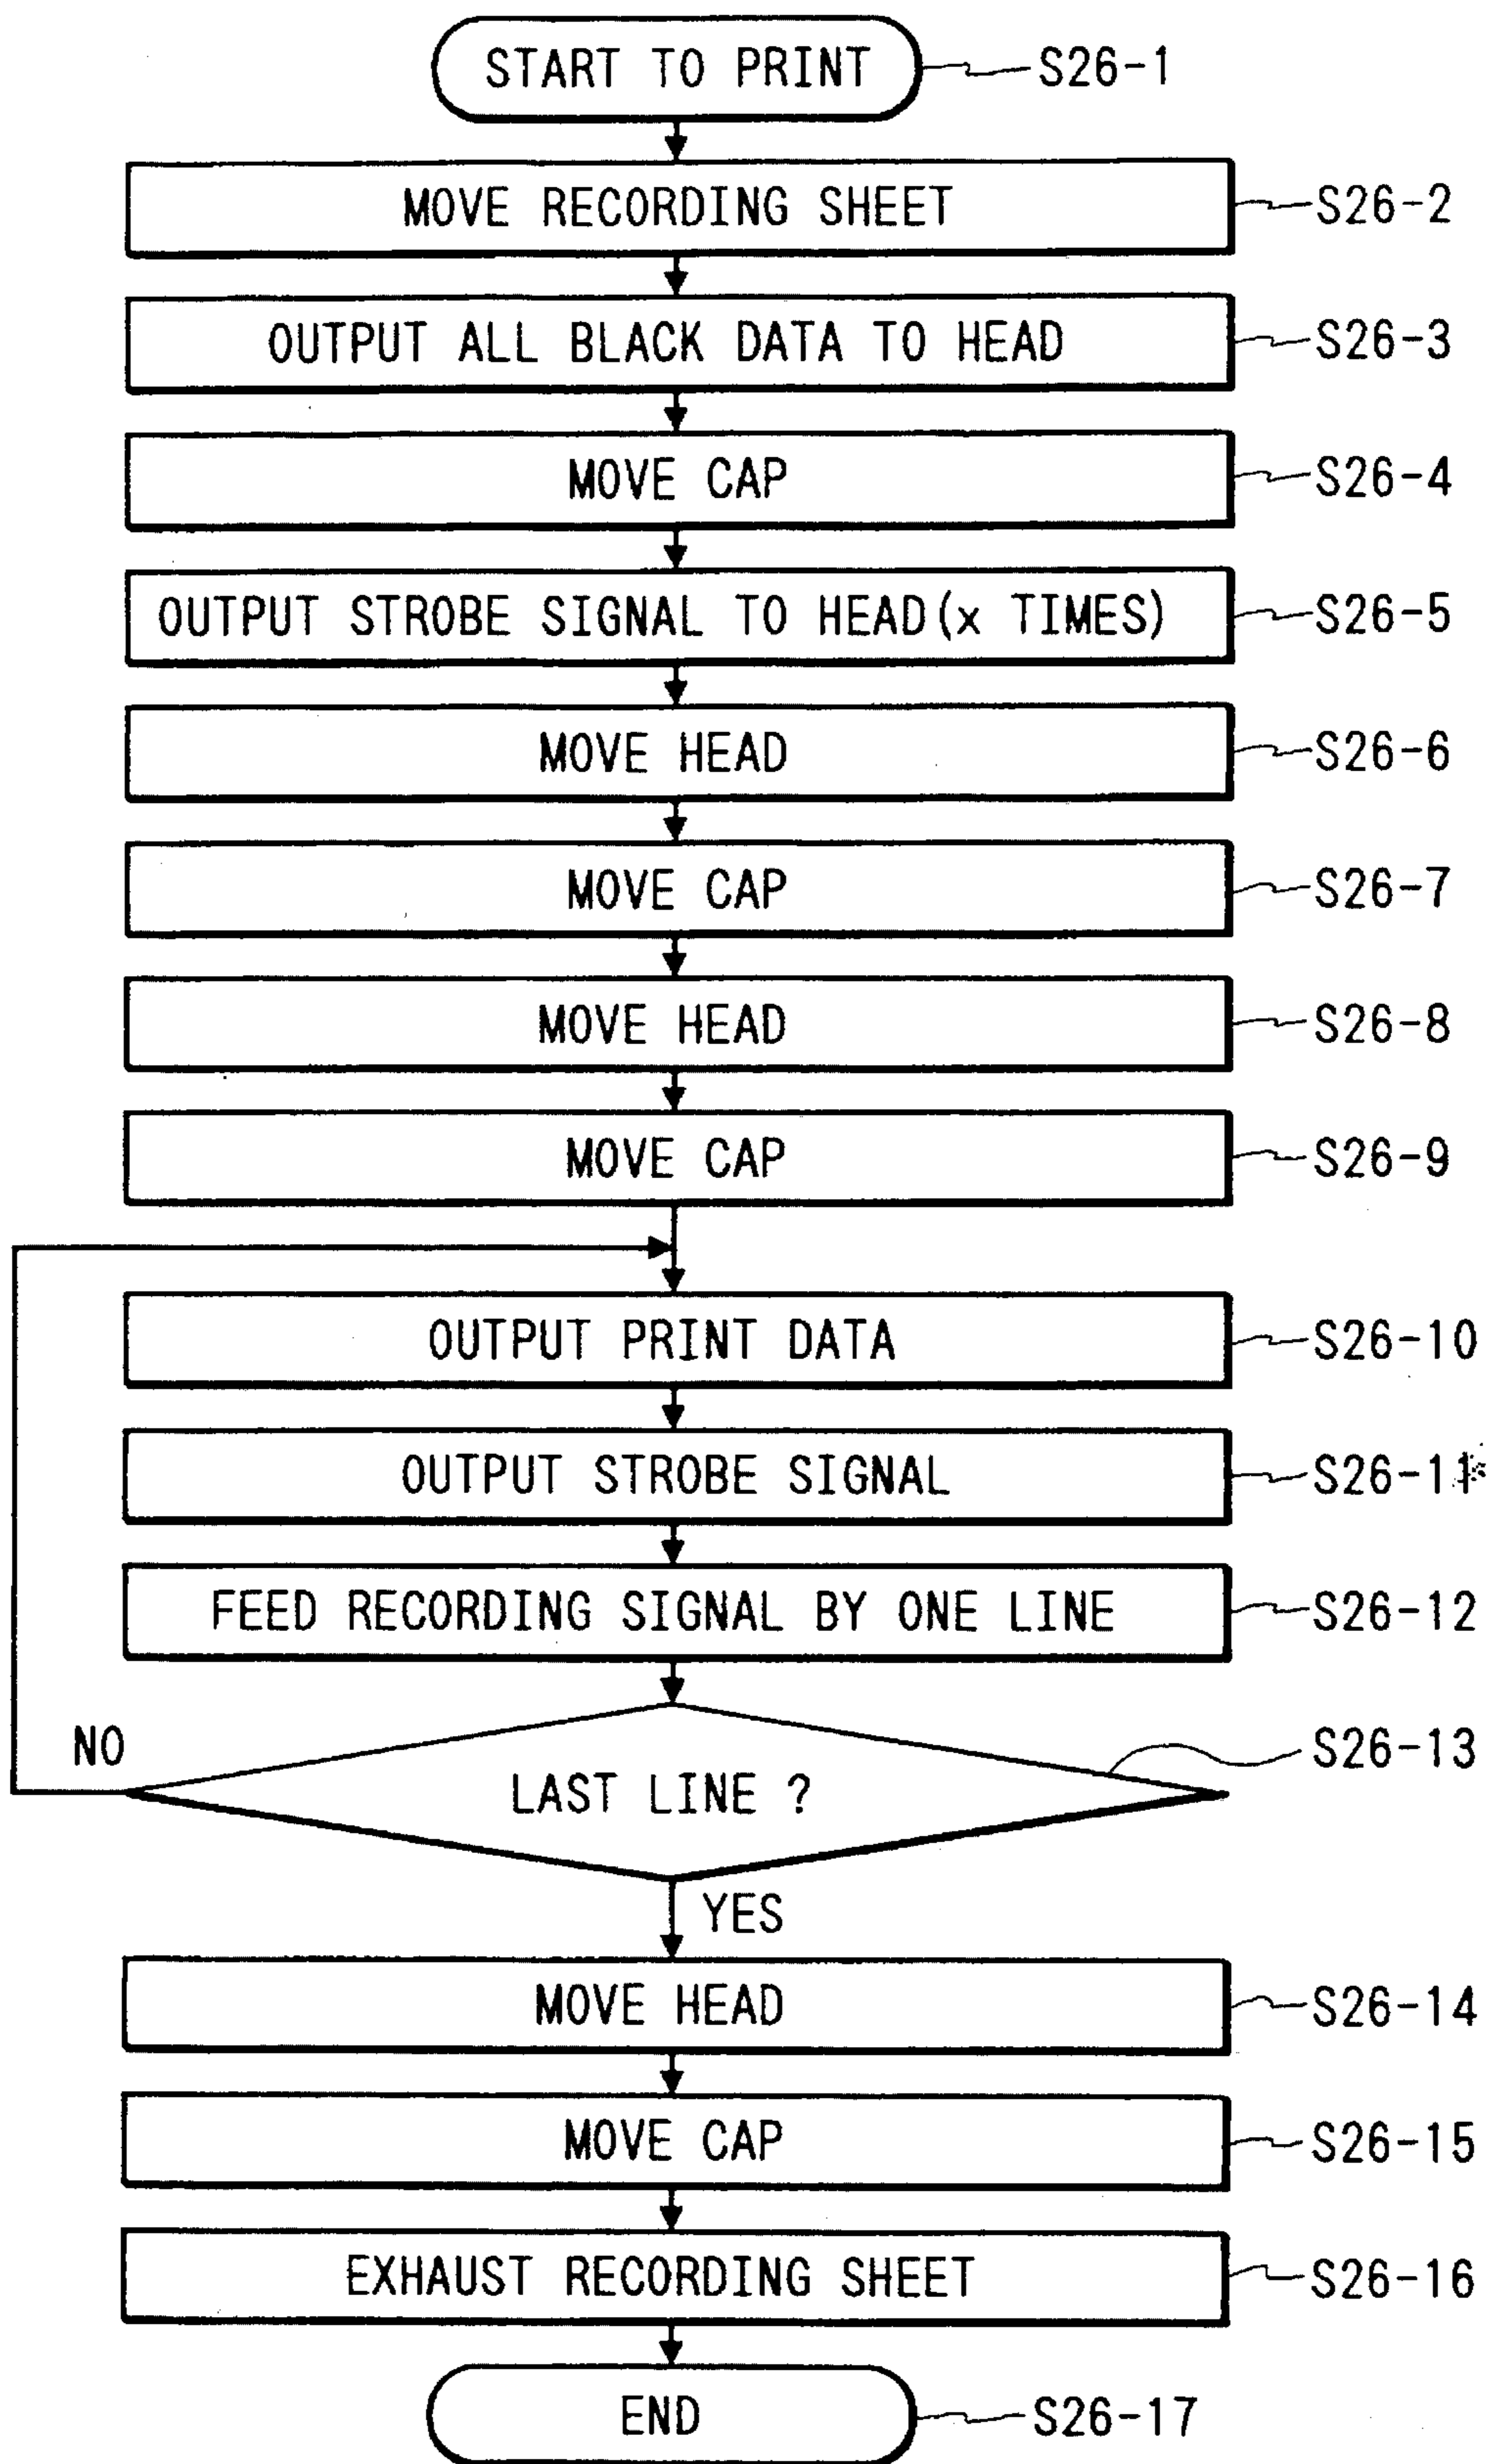 START TO PRINT S26-1
MOVE RECORDING SHEET S26-2
OUTPUT ALL BLACK DATA TO HEAD S26-3
MOVE CAP S26-4
OUTPUT STROBE SIGNAL TO HEAD(x TIMES) S26-5
MOVE HEAD S26-6
MOVE CAP S26-7
MOVE HEAD S26-8
MOVE CAP S26-9
OUTPUT PRINT DATA S26-10
OUTPUT STROBE SIGNAL S26-11
FEED RECORDING SIGNAL BY ONE LINE S26-12
NO S26-13
LAST LINE ?
YES
MOVE HEAD S26-14
MOVE CAP S26-15
EXHAUST RECORDING SHEET S26-16
END S26-17